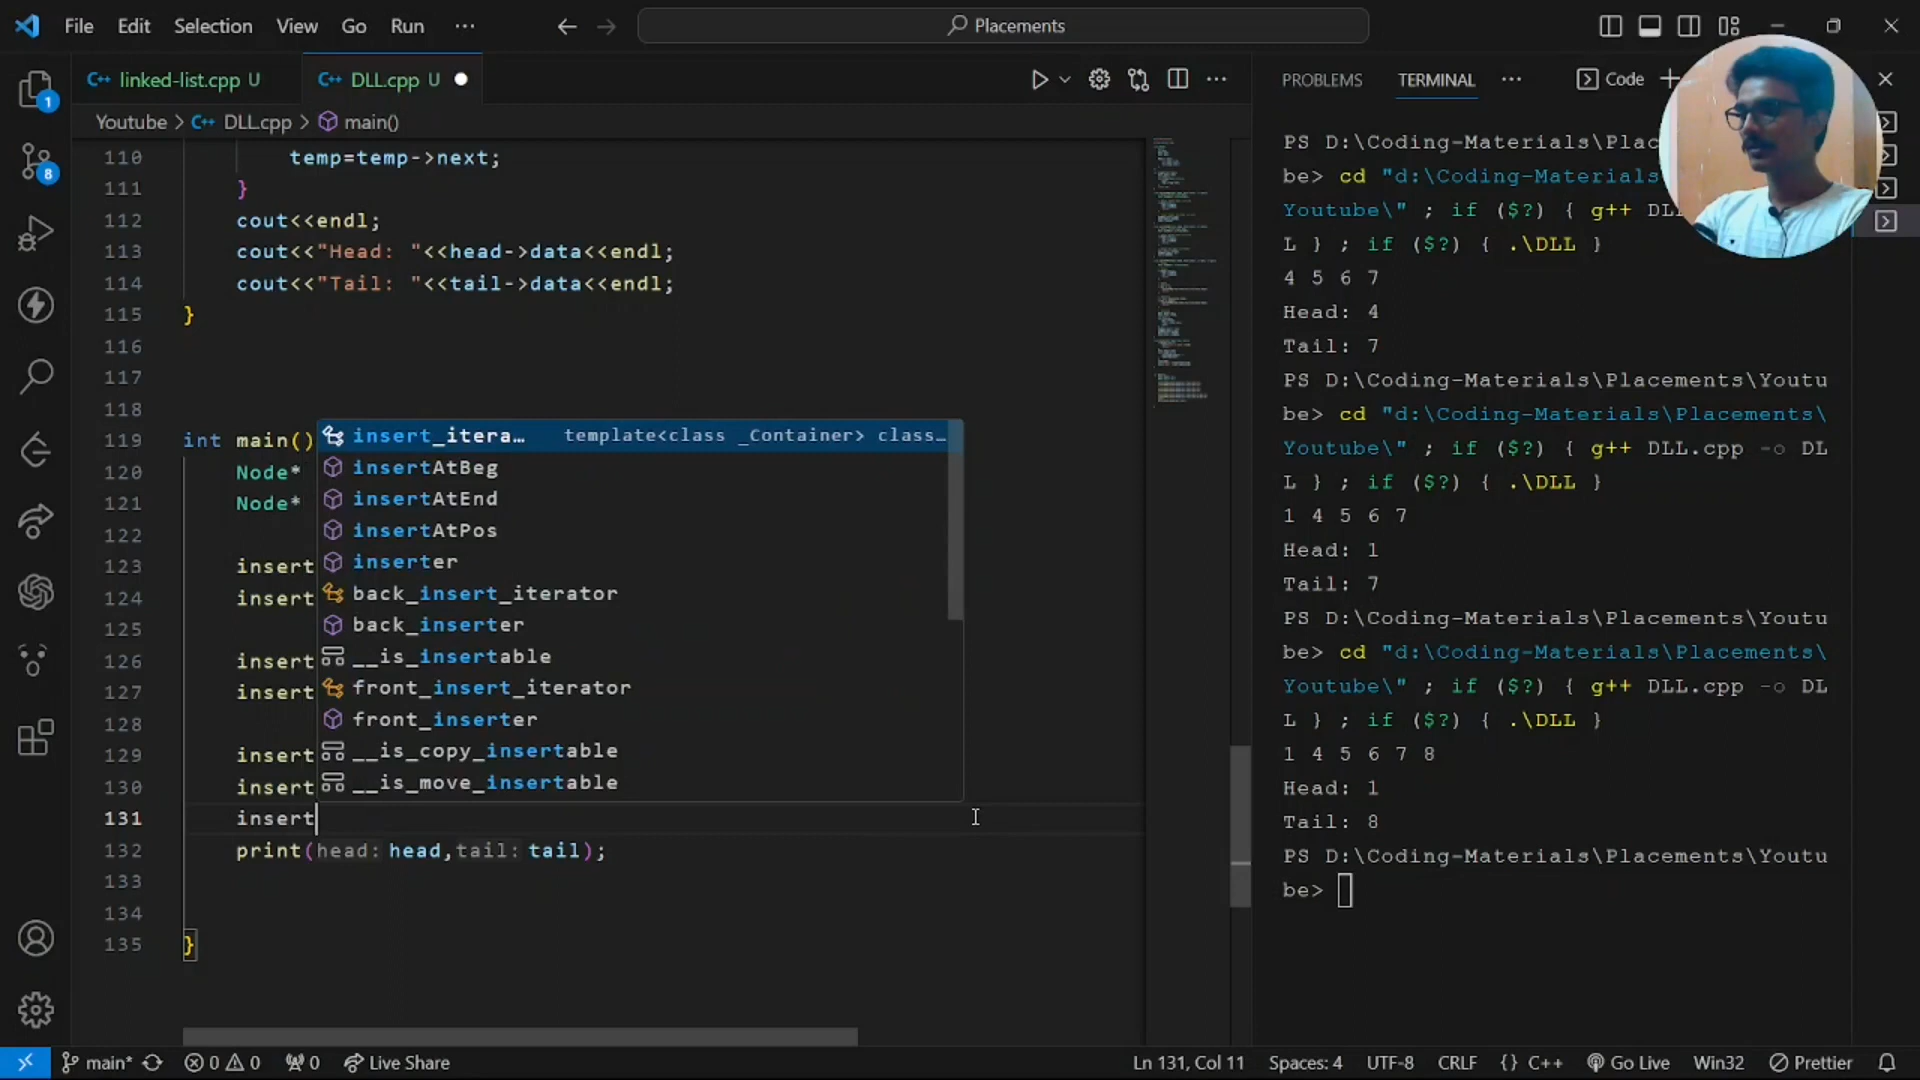 File Edit Selection View Go Run ···
Placements
linked-list.cpp U
DLL.cpp U
Youtube > DLL.cpp > main()
110 temp=temp->next;
111 }
112 cout<<endl;
113 cout<<"Head: "<<head->data<<endl;
114 cout<<"Tail: "<<tail->data<<endl;
115 }
116
117
118
119 int main()
120 Node*
121 Node*
122
123 insert
124 insert
125
126 insert
127 insert
128
129 insert
130 insert
131 insert
132 print(head: head,tail: tail);
133
134
135 }
insert_itera… template<class _Container> class…
insertAtBeg
insertAtEnd
insertAtPos
inserter
back_insert_iterator
back_inserter
__is_insertable
front_insert_iterator
front_inserter
__is_copy_insertable
__is_move_insertable
PROBLEMS TERMINAL ··· Code
PS D:\Coding-Materials\Plac
be> cd "d:\Coding-Materials
Youtube\" ; if ($?) { g++ DL
L } ; if ($?) { .\DLL }
4 5 6 7
Head: 4
Tail: 7
PS D:\Coding-Materials\Placements\Youtu
be> cd "d:\Coding-Materials\Placements\
Youtube\" ; if ($?) { g++ DLL.cpp -o DL
L } ; if ($?) { .\DLL }
1 4 5 6 7
Head: 1
Tail: 7
PS D:\Coding-Materials\Placements\Youtu
be> cd "d:\Coding-Materials\Placements\
Youtube\" ; if ($?) { g++ DLL.cpp -o DL
L } ; if ($?) { .\DLL }
1 4 5 6 7 8
Head: 1
Tail: 8
PS D:\Coding-Materials\Placements\Youtu
be>
1
8
main* 0 0 0 Live Share Ln 131, Col 11 Spaces: 4 UTF-8 CRLF {} C++ Go Live Win32 Prettier